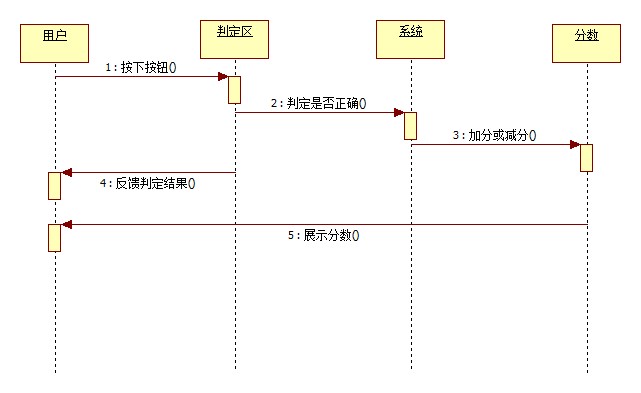 用户
判定区
系统
分数
1 : 按下按钮()
2 : 判定是否正确()
3 : 加分或减分()
4 : 反馈判定结果()
5 : 展示分数()